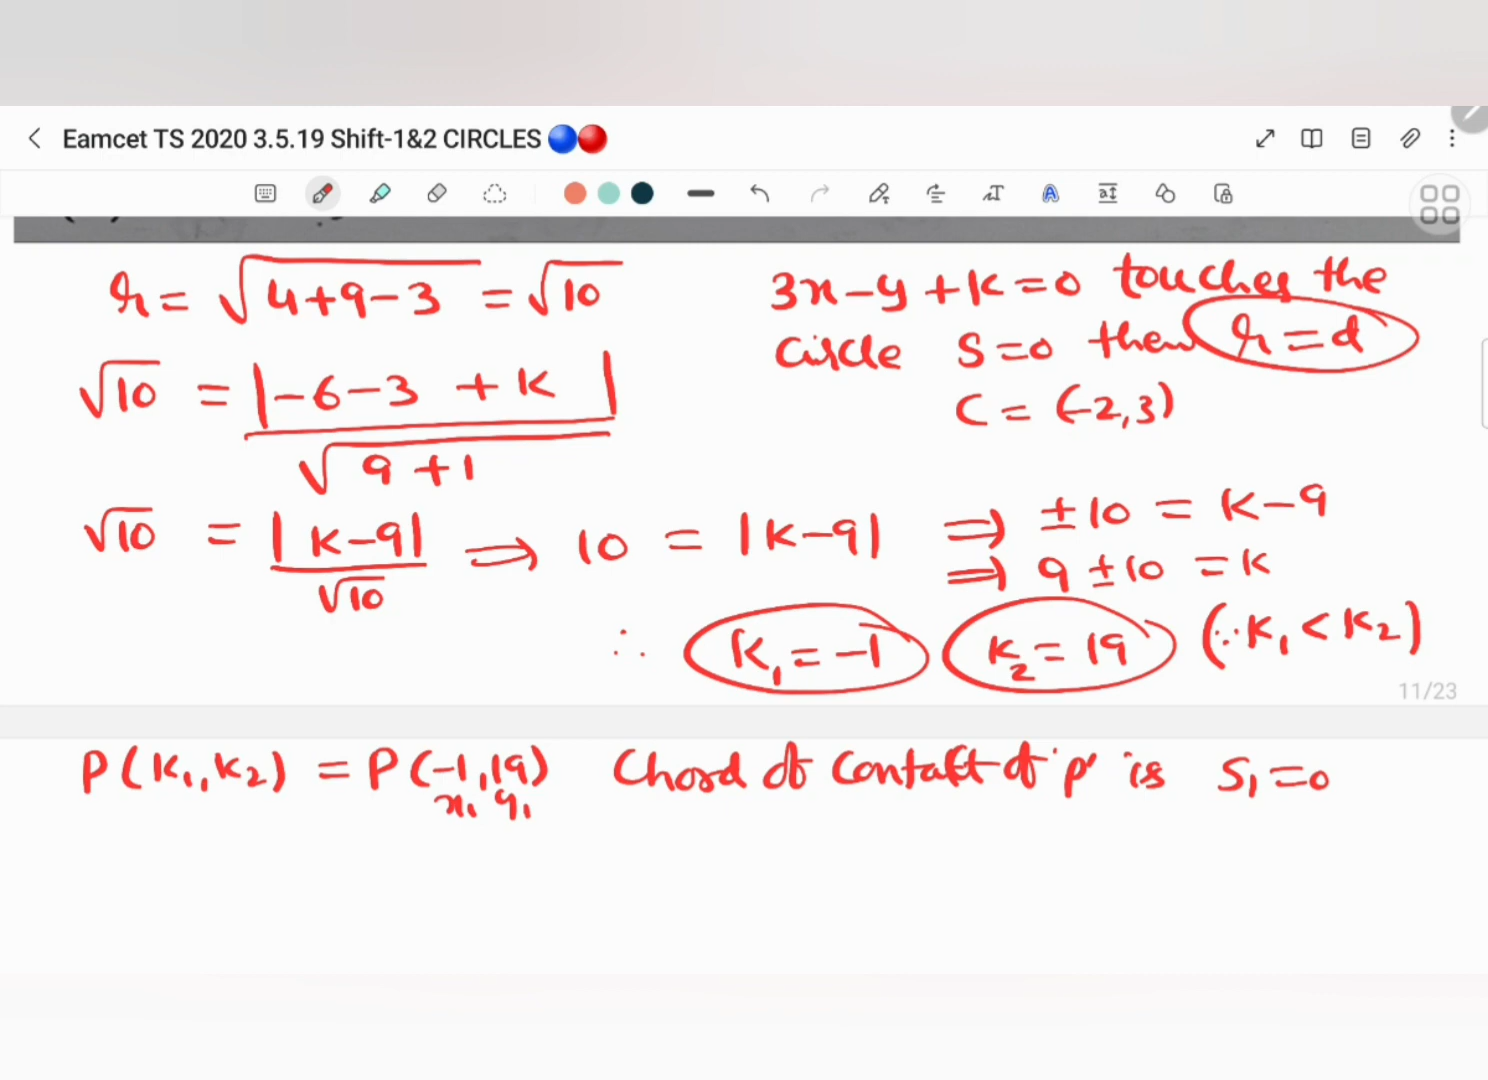 Eamcet TS 2020 3.5.19 Shift-1&2 CIRCLES
r = √4+9-3 = √10
3x-y+k=0 touches the
circle S=0 then r=d
C = (-2,3)
√10 = |-6-3+k| / √9+1
√10 = |k-9| / √10 ⇒ 10 = |k-9| ⇒ ±10 = k-9
⇒ 9±10 = k
∴ k₁=-1 k₂=19 (∵k₁<k₂)
11/23
P(k₁,k₂) = P(-1,19) Chord of Contact of 'p' is S₁=0
x₁ y₁